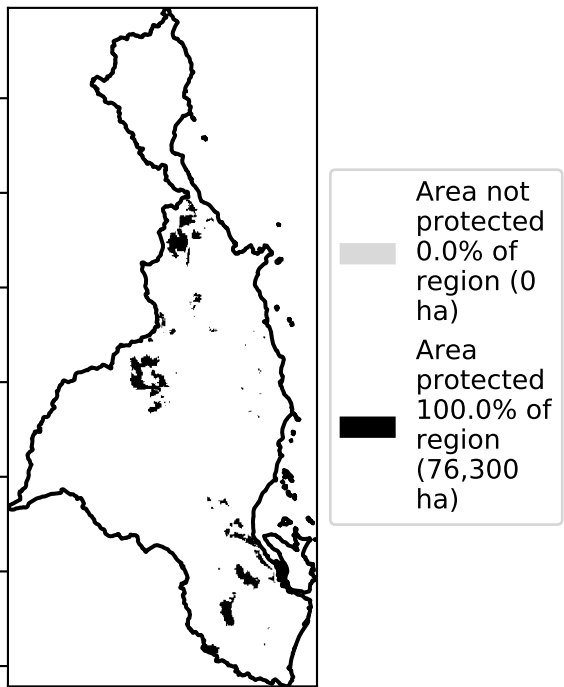 Area not
protected
0.0% of
region (0
ha)
Area
protected
100.0% of
region
(76,300
ha)